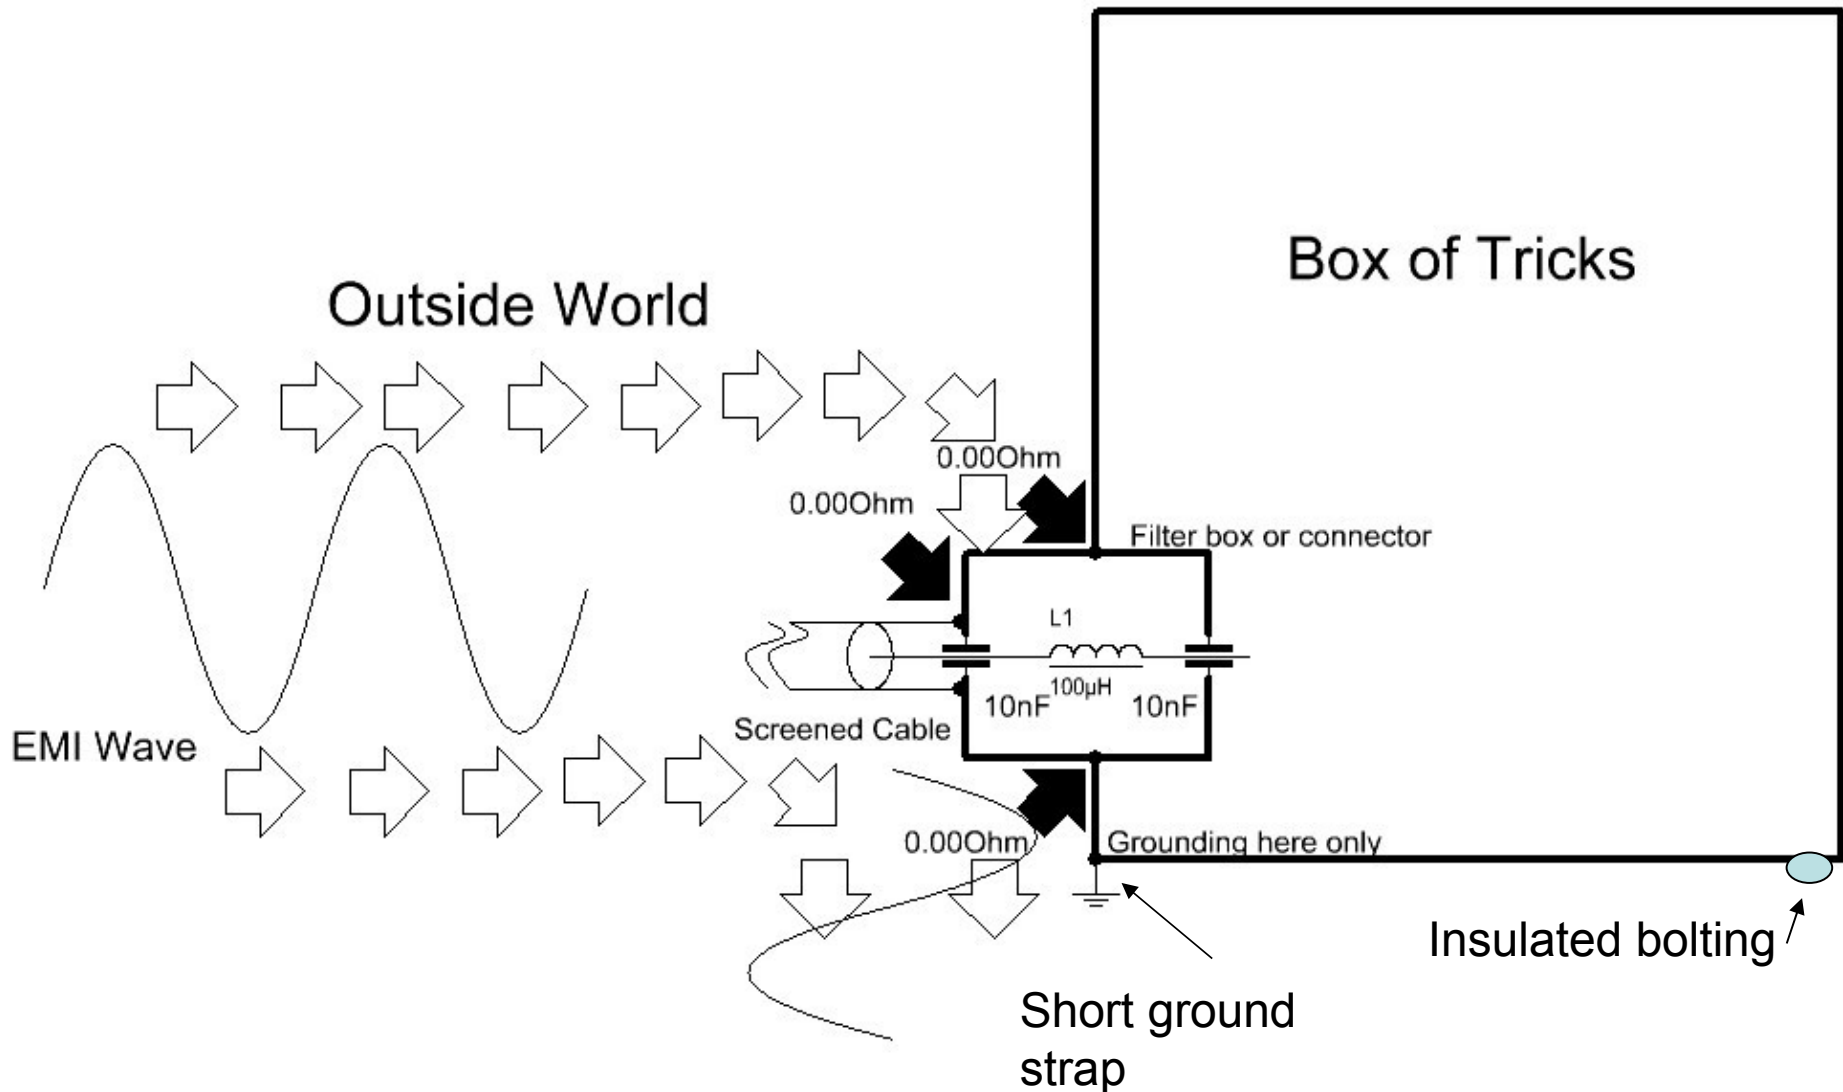 Box of Tricks
Outside World
0.00Ohm
0.00Ohm
Filter box or connector
L1
100µH
10nF
10nF
Screened Cable
EMI Wave
0.00Ohm
Grounding here only
Insulated bolting
Short ground
strap